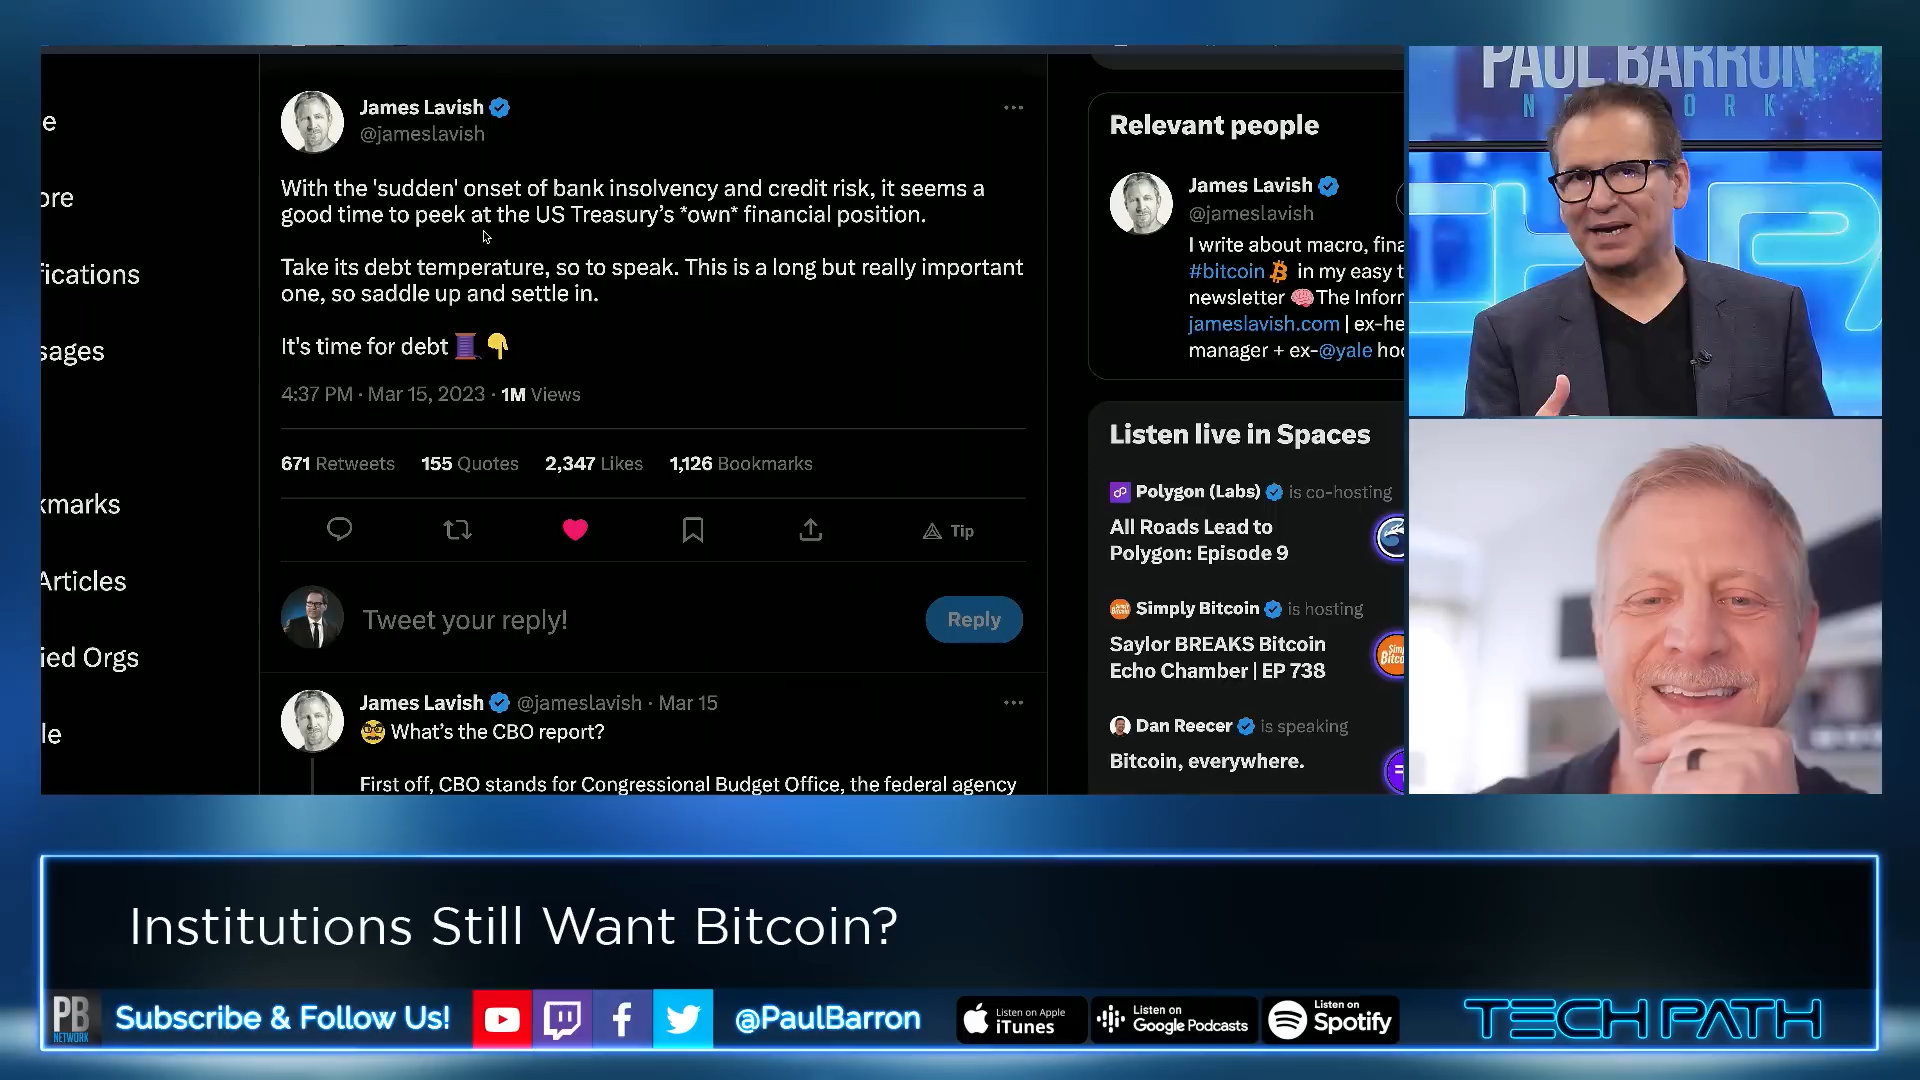 e
ore
fications
sages
kmarks
Articles
ied Orgs
le
James Lavish
@jameslavish
With the 'sudden' onset of bank insolvency and credit risk, it seems a
good time to peek at the US Treasury's *own* financial position.
Take its debt temperature, so to speak. This is a long but really important
one, so saddle up and settle in.
It's time for debt 🧵👇
4:37 PM · Mar 15, 2023 · 1M Views
671 Retweets 155 Quotes 2,347 Likes 1,126 Bookmarks
Tip
Tweet your reply!
Reply
James Lavish @jameslavish · Mar 15
🥸 What's the CBO report?
First off, CBO stands for Congressional Budget Office, the federal agency
Relevant people
James Lavish
@jameslavish
I write about macro, fina
#bitcoin in my easy t
newsletter 🧠The Inform
jameslavish.com | ex-he
manager + ex-@yale hoc
Listen live in Spaces
Polygon (Labs) is co-hosting
All Roads Lead to
Polygon: Episode 9
Simply Bitcoin is hosting
Saylor BREAKS Bitcoin
Echo Chamber | EP 738
Dan Reecer is speaking
Bitcoin, everywhere.
PAUL BARRON
Institutions Still Want Bitcoin?
PB
NETWORK
Subscribe & Follow Us!
@PaulBarron
Listen on Apple
iTunes
Listen on
Google Podcasts
Listen on
Spotify
TECH PATH